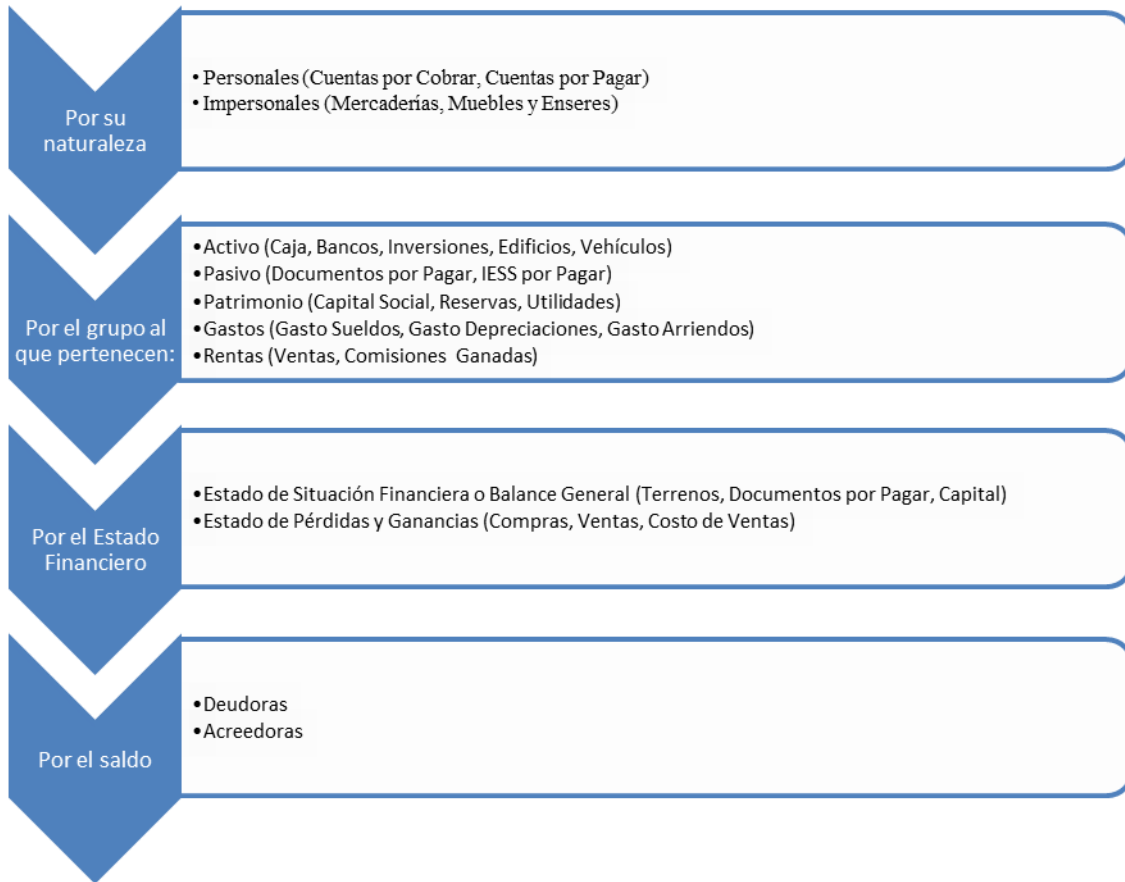 Por su
naturaleza
• Personales (Cuentas por Cobrar, Cuentas por Pagar)
• Impersonales (Mercaderías, Muebles y Enseres)
Por el grupo al
que pertenecen:
•Activo (Caja, Bancos, Inversiones, Edificios, Vehículos)
•Pasivo (Documentos por Pagar, IESS por Pagar)
•Patrimonio (Capital Social, Reservas, Utilidades)
•Gastos (Gasto Sueldos, Gasto Depreciaciones, Gasto Arriendos)
•Rentas (Ventas, Comisiones Ganadas)
Por el Estado
Financiero
•Estado de Situación Financiera o Balance General (Terrenos, Documentos por Pagar, Capital)
•Estado de Pérdidas y Ganancias (Compras, Ventas, Costo de Ventas)
Por el saldo
•Deudoras
•Acreedoras